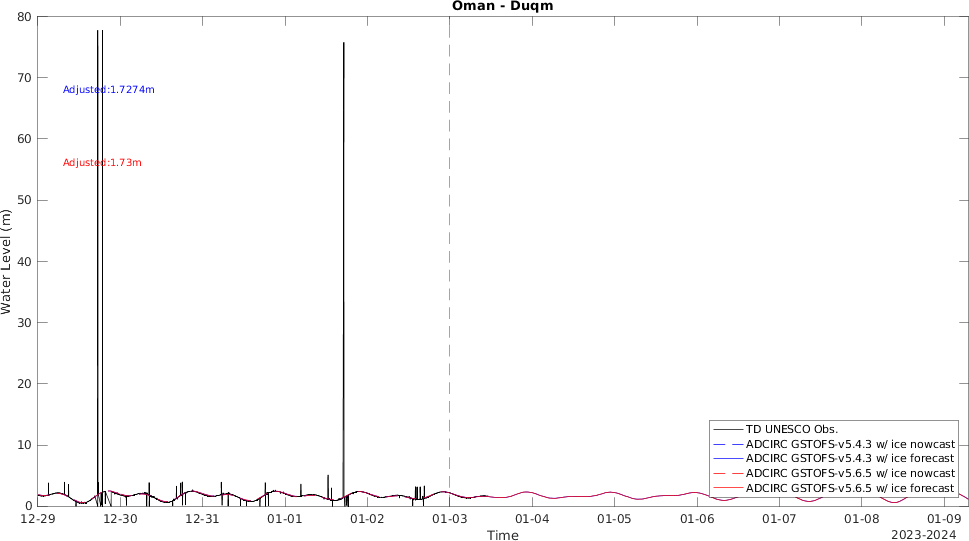 Oman - Duqm
80
70
60
50
40
30
20
10
0
Water Level (m)
Adjusted:1.7274m
Adjusted:1.73m
TD UNESCO Obs.
ADCIRC GSTOFS-v5.4.3 w/ ice nowcast
ADCIRC GSTOFS-v5.4.3 w/ ice forecast
ADCIRC GSTOFS-v5.6.5 w/ ice nowcast
ADCIRC GSTOFS-v5.6.5 w/ ice forecast
12-29 12-30 12-31 01-01 01-02 01-03 01-04 01-05 01-06 01-07 01-08 01-09
Time
2023-2024